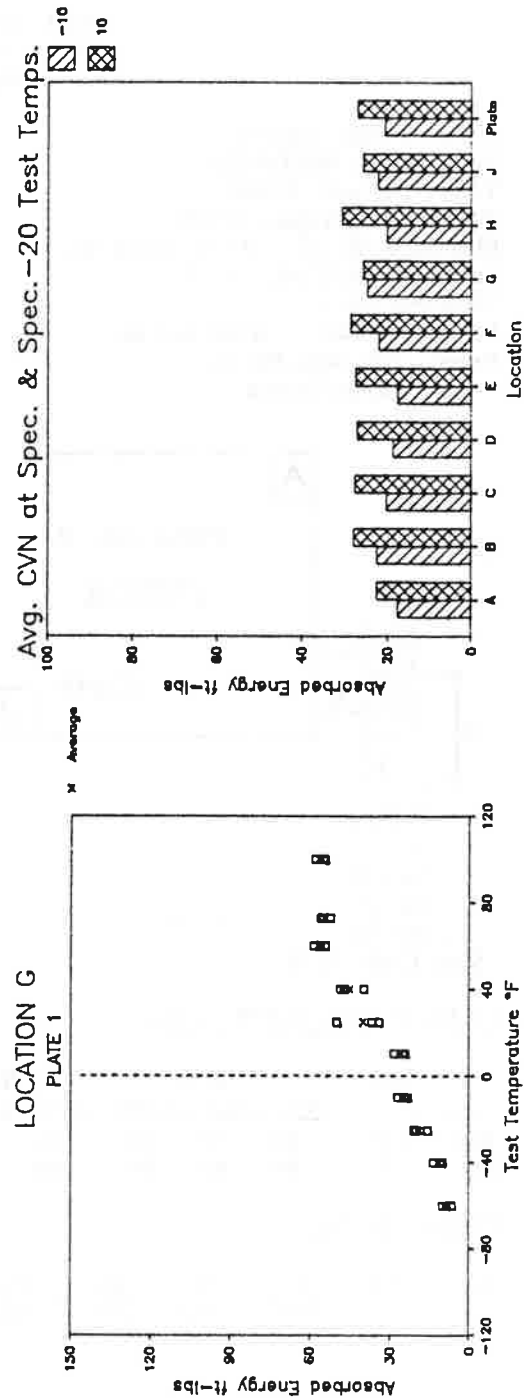 LOCATION G
PLATE 1
x Average
150
120
90
60
30
0
Absorbed Energy ft-lbs
-120
-80
-40
0
40
80
120
Test Temperature °F
Avg. CVN at Spec. & Spec.-20 Test Temps.
-10
10
100
80
60
40
20
0
Absorbed Energy ft-lbs
A
B
C
D
E
F
G
H
J
Plate
Location